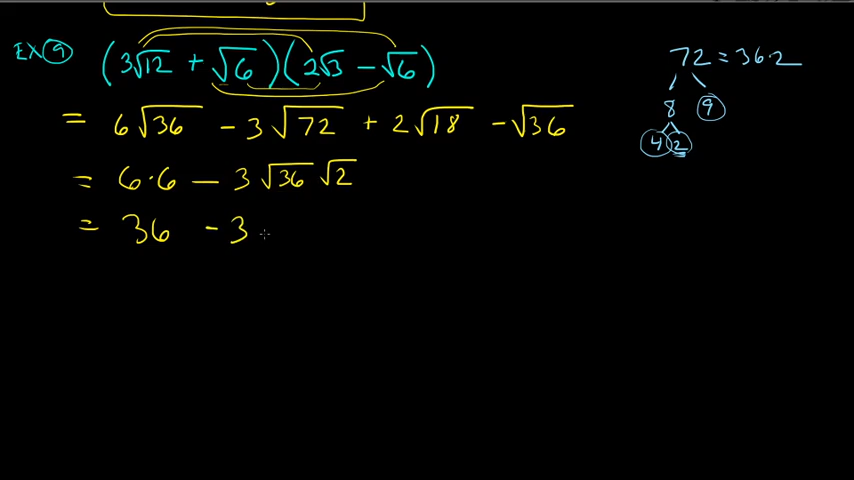 EX 9 (3√12 + √6)(2√3 − √6)
= 6√36 − 3√72 + 2√18 − √36
= 6·6 − 3√36 √2
= 36 − 3
72 = 36·2
8 9
4 2